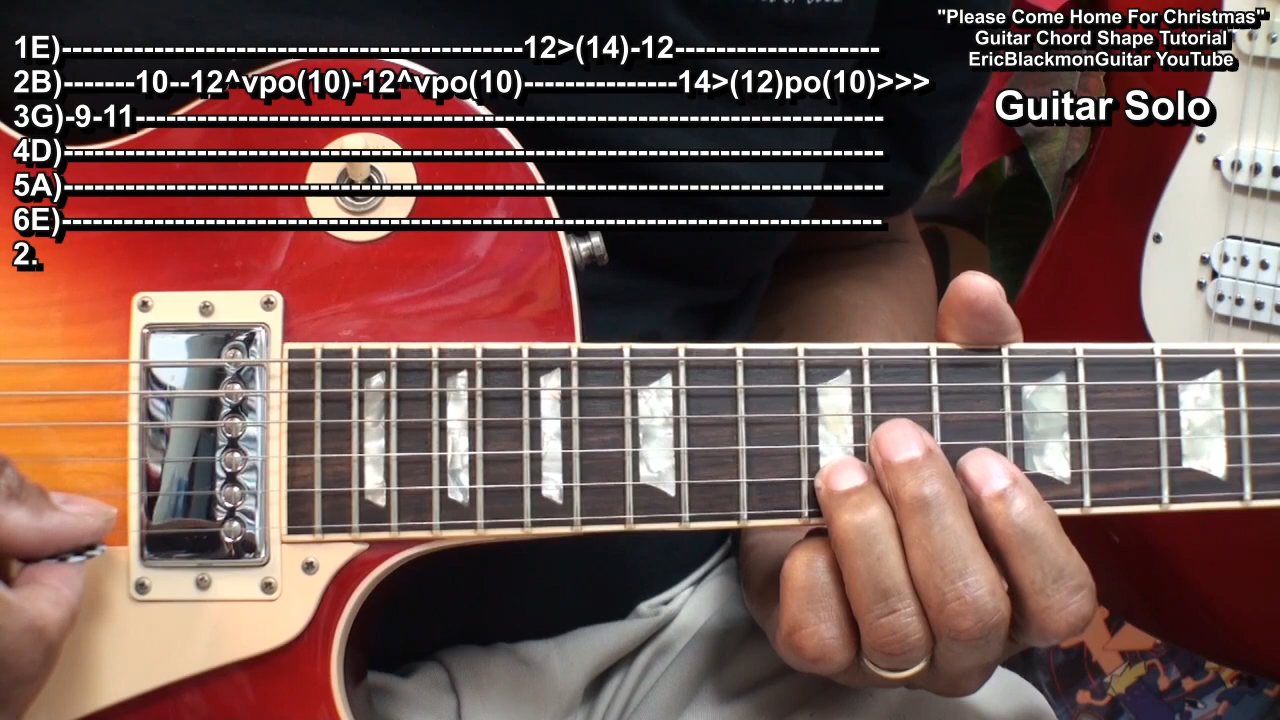 "Please Come Home For Christmas"
Guitar Chord Shape Tutorial
EricBlackmonGuitar YouTube
Guitar Solo
1E)---------------------------------------------12>(14)-12--------------------
2B)-------10--12^vpo(10)-12^vpo(10)---------------14>(12)po(10)>>>
3G)-9-11--------------------------------------------------------------------------
4D)--------------------------------------------------------------------------------
5A)--------------------------------------------------------------------------------
6E)--------------------------------------------------------------------------------
2.